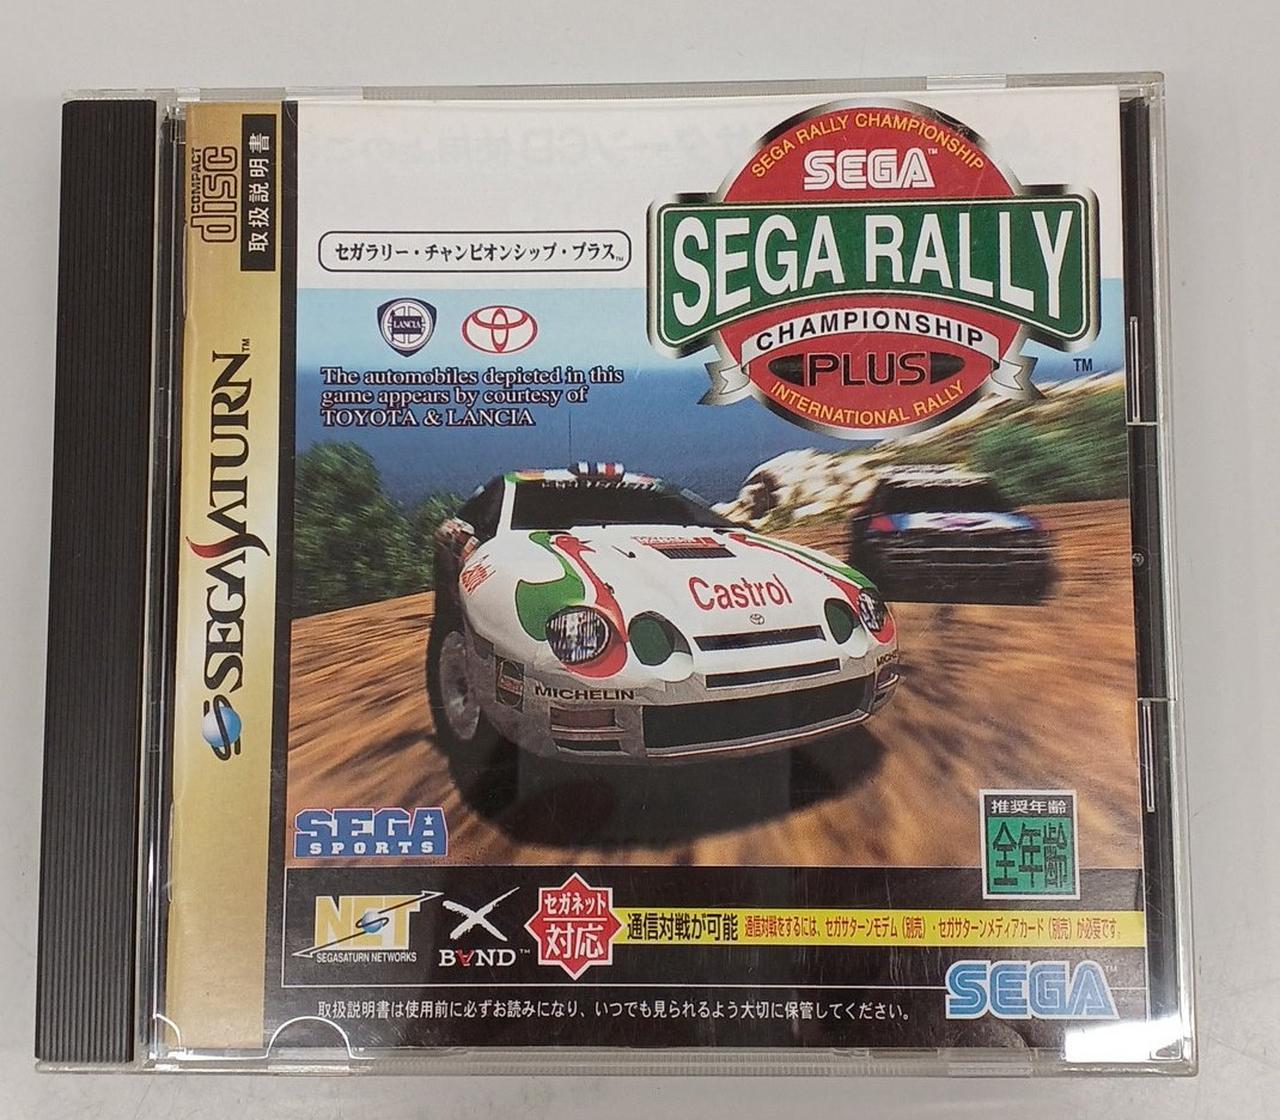 COMPACT
disc
取扱説明書
SEGASATURN™
SEGA RALLY CHAMPIONSHIP
SEGA™
SEGA RALLY
CHAMPIONSHIP
PLUS
INTERNATIONAL RALLY
TM
セガラリー・チャンピオンシップ・プラス™
LANCIA
The automobiles depicted in this
game appears by courtesy of
TOYOTA & LANCIA
Castrol
MICHELIN
SEGA
SPORTS
推奨年齢
全年齢
NET
SEGASATURN NETWORKS
X
BAND™
セガネット
対応
通信対戦が可能 通信対戦をするには、セガサターンモデム(別売)・セガサターンメディアカード(別売)が必要です。
SEGA™
取扱説明書は使用前に必ずお読みになり、いつでも見られるよう大切に保管してください。